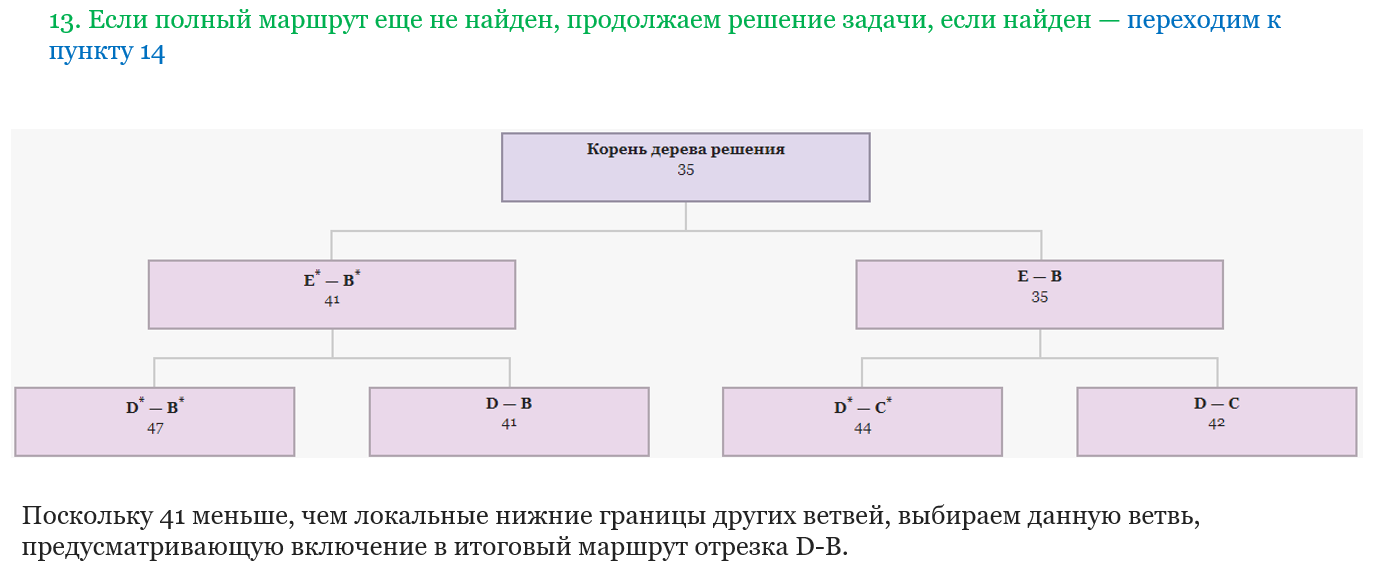 13. Если полный маршрут еще не найден, продолжаем решение задачи, если найден — переходим к
пункту 14
Корень дерева решения
35
E* — B*
41
E — B
35
D* — B*
47
D — B
41
D* — C*
44
D — C
42
Поскольку 41 меньше, чем локальные нижние границы других ветвей, выбираем данную ветвь,
предусматривающую включение в итоговый маршрут отрезка D-B.